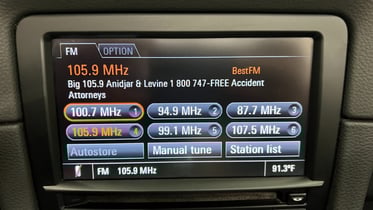 FM OPTION
105.9 MHz BestFM
Big 105.9 Anidjar & Levine 1 800 747-FREE Accident
Attorneys
100.7 MHz 1 94.9 MHz 2 87.7 MHz 3
105.9 MHz 4 99.1 MHz 5 107.5 MHz 6
Autostore Manual tune Station list
FM 105.9 MHz 91.3°F